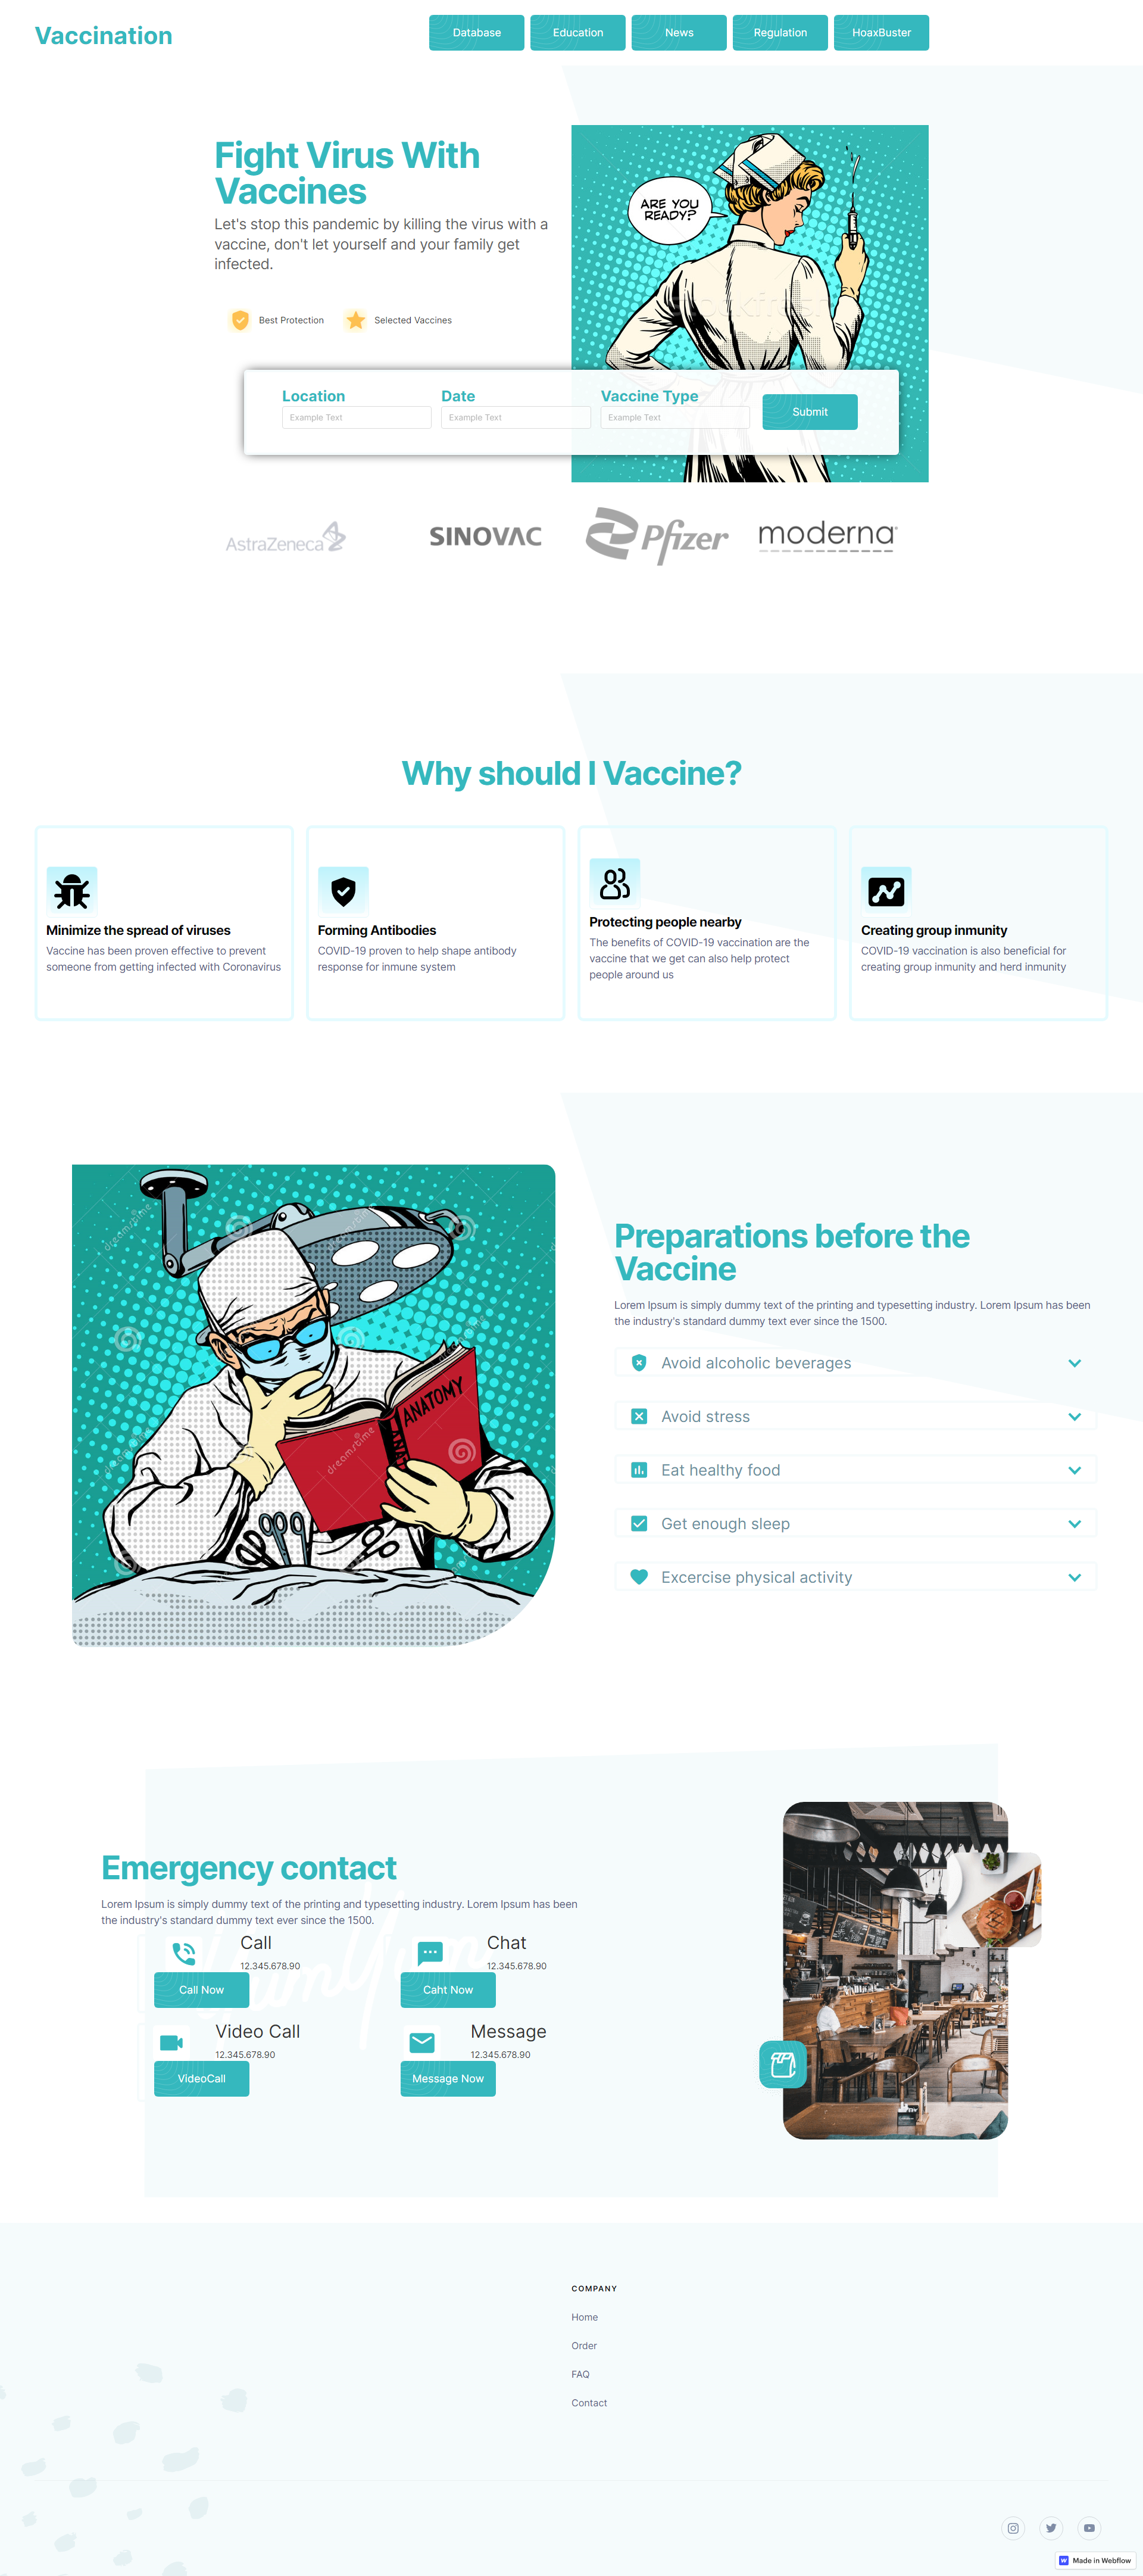 Vaccination
Database
Education
News
Regulation
HoaxBuster
Fight Virus With
Vaccines
Let's stop this pandemic by killing the virus with a
vaccine, don't let yourself and your family get
infected.
Best Protection
Selected Vaccines
ARE YOU
READY?
Location
Date
Vaccine Type
Example Text
Example Text
Example Text
Submit
AstraZeneca
SINOVAC
Pfizer
moderna
Why should I Vaccine?
Minimize the spread of viruses
Vaccine has been proven effective to prevent
someone from getting infected with Coronavirus
Forming Antibodies
COVID-19 proven to help shape antibody
response for inmune system
Protecting people nearby
The benefits of COVID-19 vaccination are the
vaccine that we get can also help protect
people around us
Creating group inmunity
COVID-19 vaccination is also beneficial for
creating group inmunity and herd inmunity
ANATOMY
dreamstime
dreamstime
dreamstime
Preparations before the
Vaccine
Lorem Ipsum is simply dummy text of the printing and typesetting industry. Lorem Ipsum has been
the industry's standard dummy text ever since the 1500.
Avoid alcoholic beverages
Avoid stress
Eat healthy food
Get enough sleep
Excercise physical activity
Emergency contact
Lorem Ipsum is simply dummy text of the printing and typesetting industry. Lorem Ipsum has been
the industry's standard dummy text ever since the 1500.
Call
12.345.678.90
Call Now
Chat
12.345.678.90
Caht Now
Video Call
12.345.678.90
VideoCall
Message
12.345.678.90
Message Now
COMPANY
Home
Order
FAQ
Contact
Made in Webflow